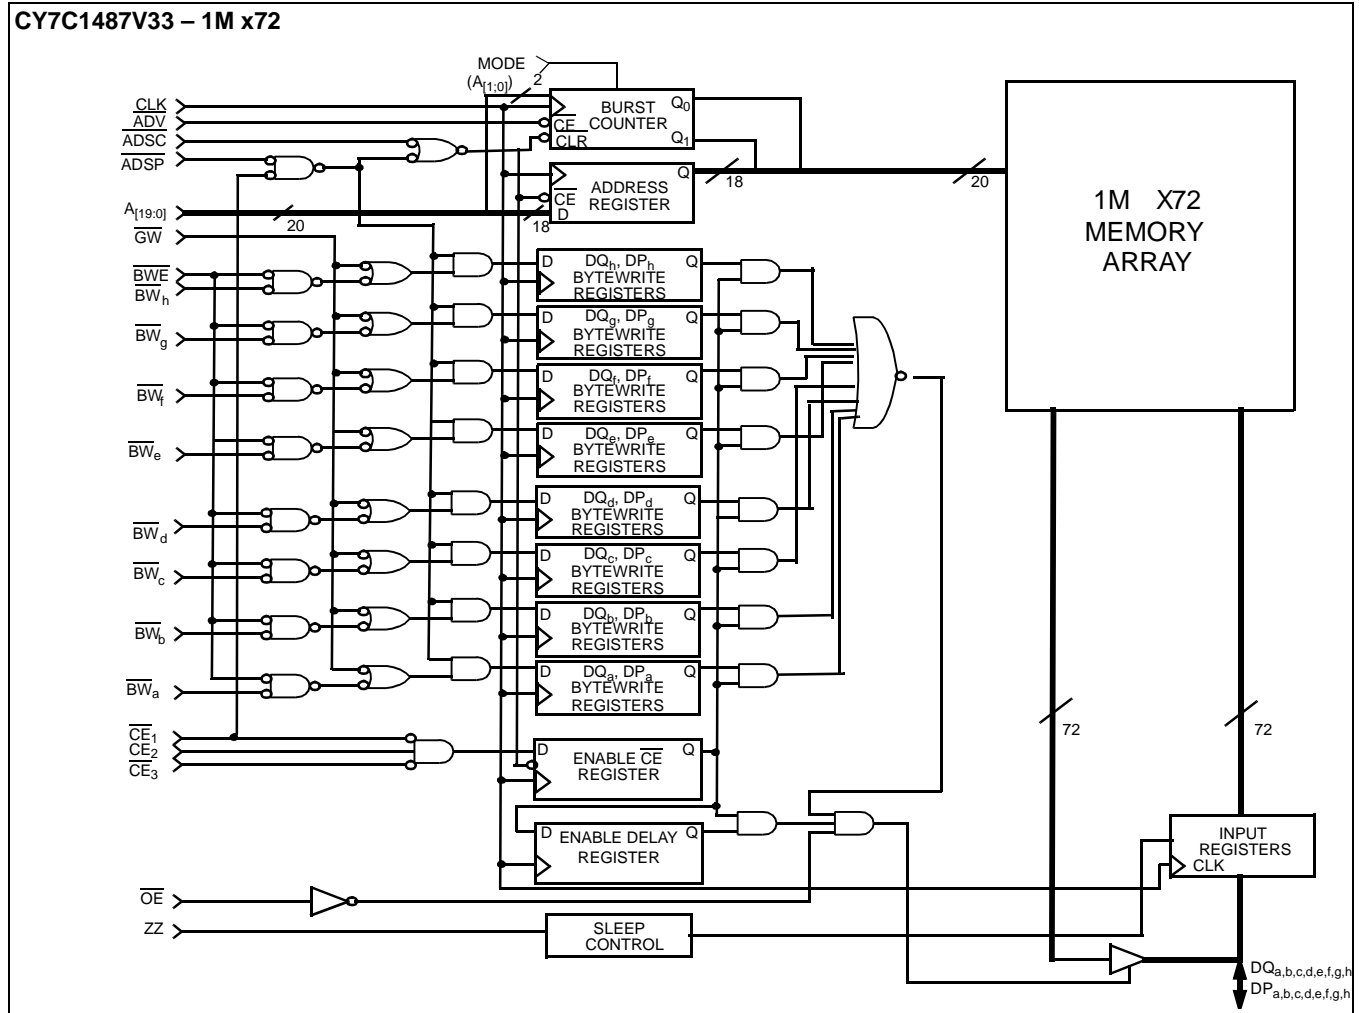 CY7C1487V33 – 1M x72
MODE
(A[1;0])
2
CLK
ADV
ADSC
ADSP
A[19:0]
20
GW
BWE
BWh
BWg
BWf
BWe
BWd
BWc
BWb
BWa
CE1
CE2
CE3
OE
ZZ
BURST
COUNTER
CE
CLR
Q0
Q1
ADDRESS
REGISTER
CE
D
Q
18
18
20
D
DQh, DPh
BYTEWRITE
REGISTERS
Q
D
DQg, DPg
BYTEWRITE
REGISTERS
Q
D
DQf, DPf
BYTEWRITE
REGISTERS
Q
D
DQe, DPe
BYTEWRITE
REGISTERS
Q
D
DQd, DPd
BYTEWRITE
REGISTERS
Q
D
DQc, DPc
BYTEWRITE
REGISTERS
Q
D
DQb, DPb
BYTEWRITE
REGISTERS
Q
D
DQa, DPa
BYTEWRITE
REGISTERS
Q
D
ENABLE CE
REGISTER
Q
D
ENABLE DELAY
REGISTER
Q
SLEEP
CONTROL
1M X72
MEMORY
ARRAY
72
72
INPUT
REGISTERS
CLK
DQa,b,c,d,e,f,g,h
DPa,b,c,d,e,f,g,h